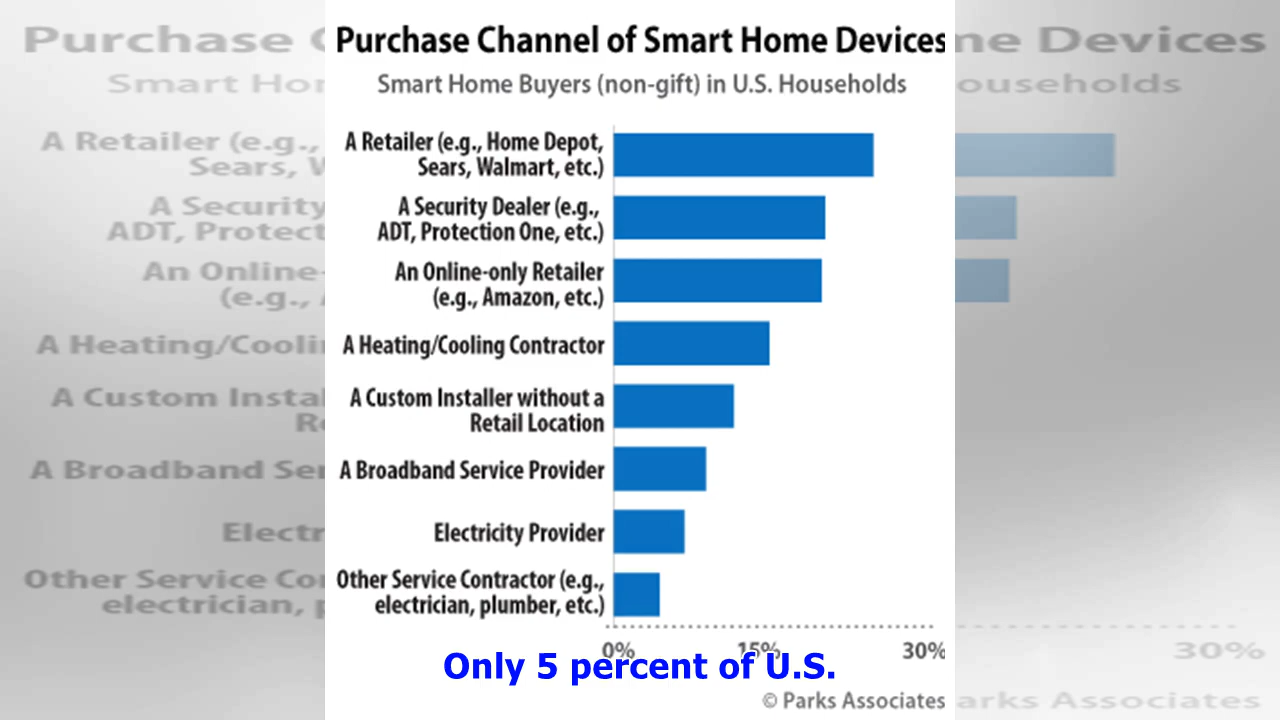 Purchase Channel of Smart Home Devices
Smart Home Buyers (non-gift) in U.S. Households
A Retailer (e.g., Home Depot,
Sears, Walmart, etc.)
A Security Dealer (e.g.,
ADT, Protection One, etc.)
An Online-only Retailer
(e.g., Amazon, etc.)
A Heating/Cooling Contractor
A Custom Installer without a
Retail Location
A Broadband Service Provider
Electricity Provider
Other Service Contractor (e.g.,
electrician, plumber, etc.)
0% 15% 30%
Only 5 percent of U.S.
© Parks Associates